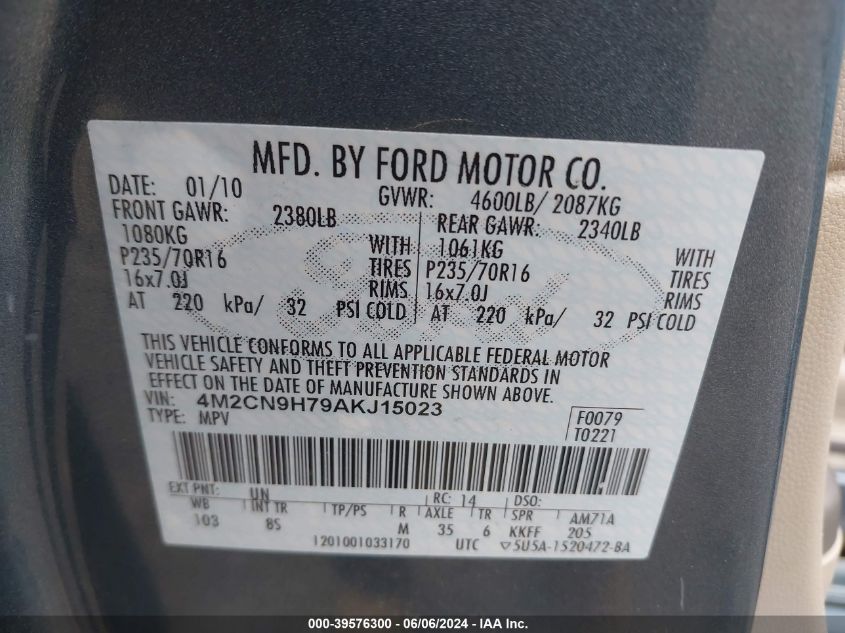 MFD. BY FORD MOTOR CO.
DATE: 01/10 GVWR: 4600LB/ 2087KG
FRONT GAWR: 2380LB REAR GAWR: 2340LB
1080KG WITH 1061KG WITH
P235/70R16 TIRES P235/70R16 TIRES
16x7.0J RIMS 16x7.0J RIMS
AT 220 kPa/ 32 PSI COLD AT 220 kPa/ 32 PSI COLD
THIS VEHICLE CONFORMS TO ALL APPLICABLE FEDERAL MOTOR
VEHICLE SAFETY AND THEFT PREVENTION STANDARDS IN
EFFECT ON THE DATE OF MANUFACTURE SHOWN ABOVE.
VIN: 4M2CN9H79AKJ15023 F0079
TYPE: MPV T0221
EXT PNT: UN RC: 14 DSO:
WB INT TR TP/PS R AXLE TR SPR AM71A
103 8S M 35 6 KKFF 205
1201001033170 UTC ▽5U5A-1520472-BA
Ford
000-39576300 - 06/06/2024 - IAA Inc.